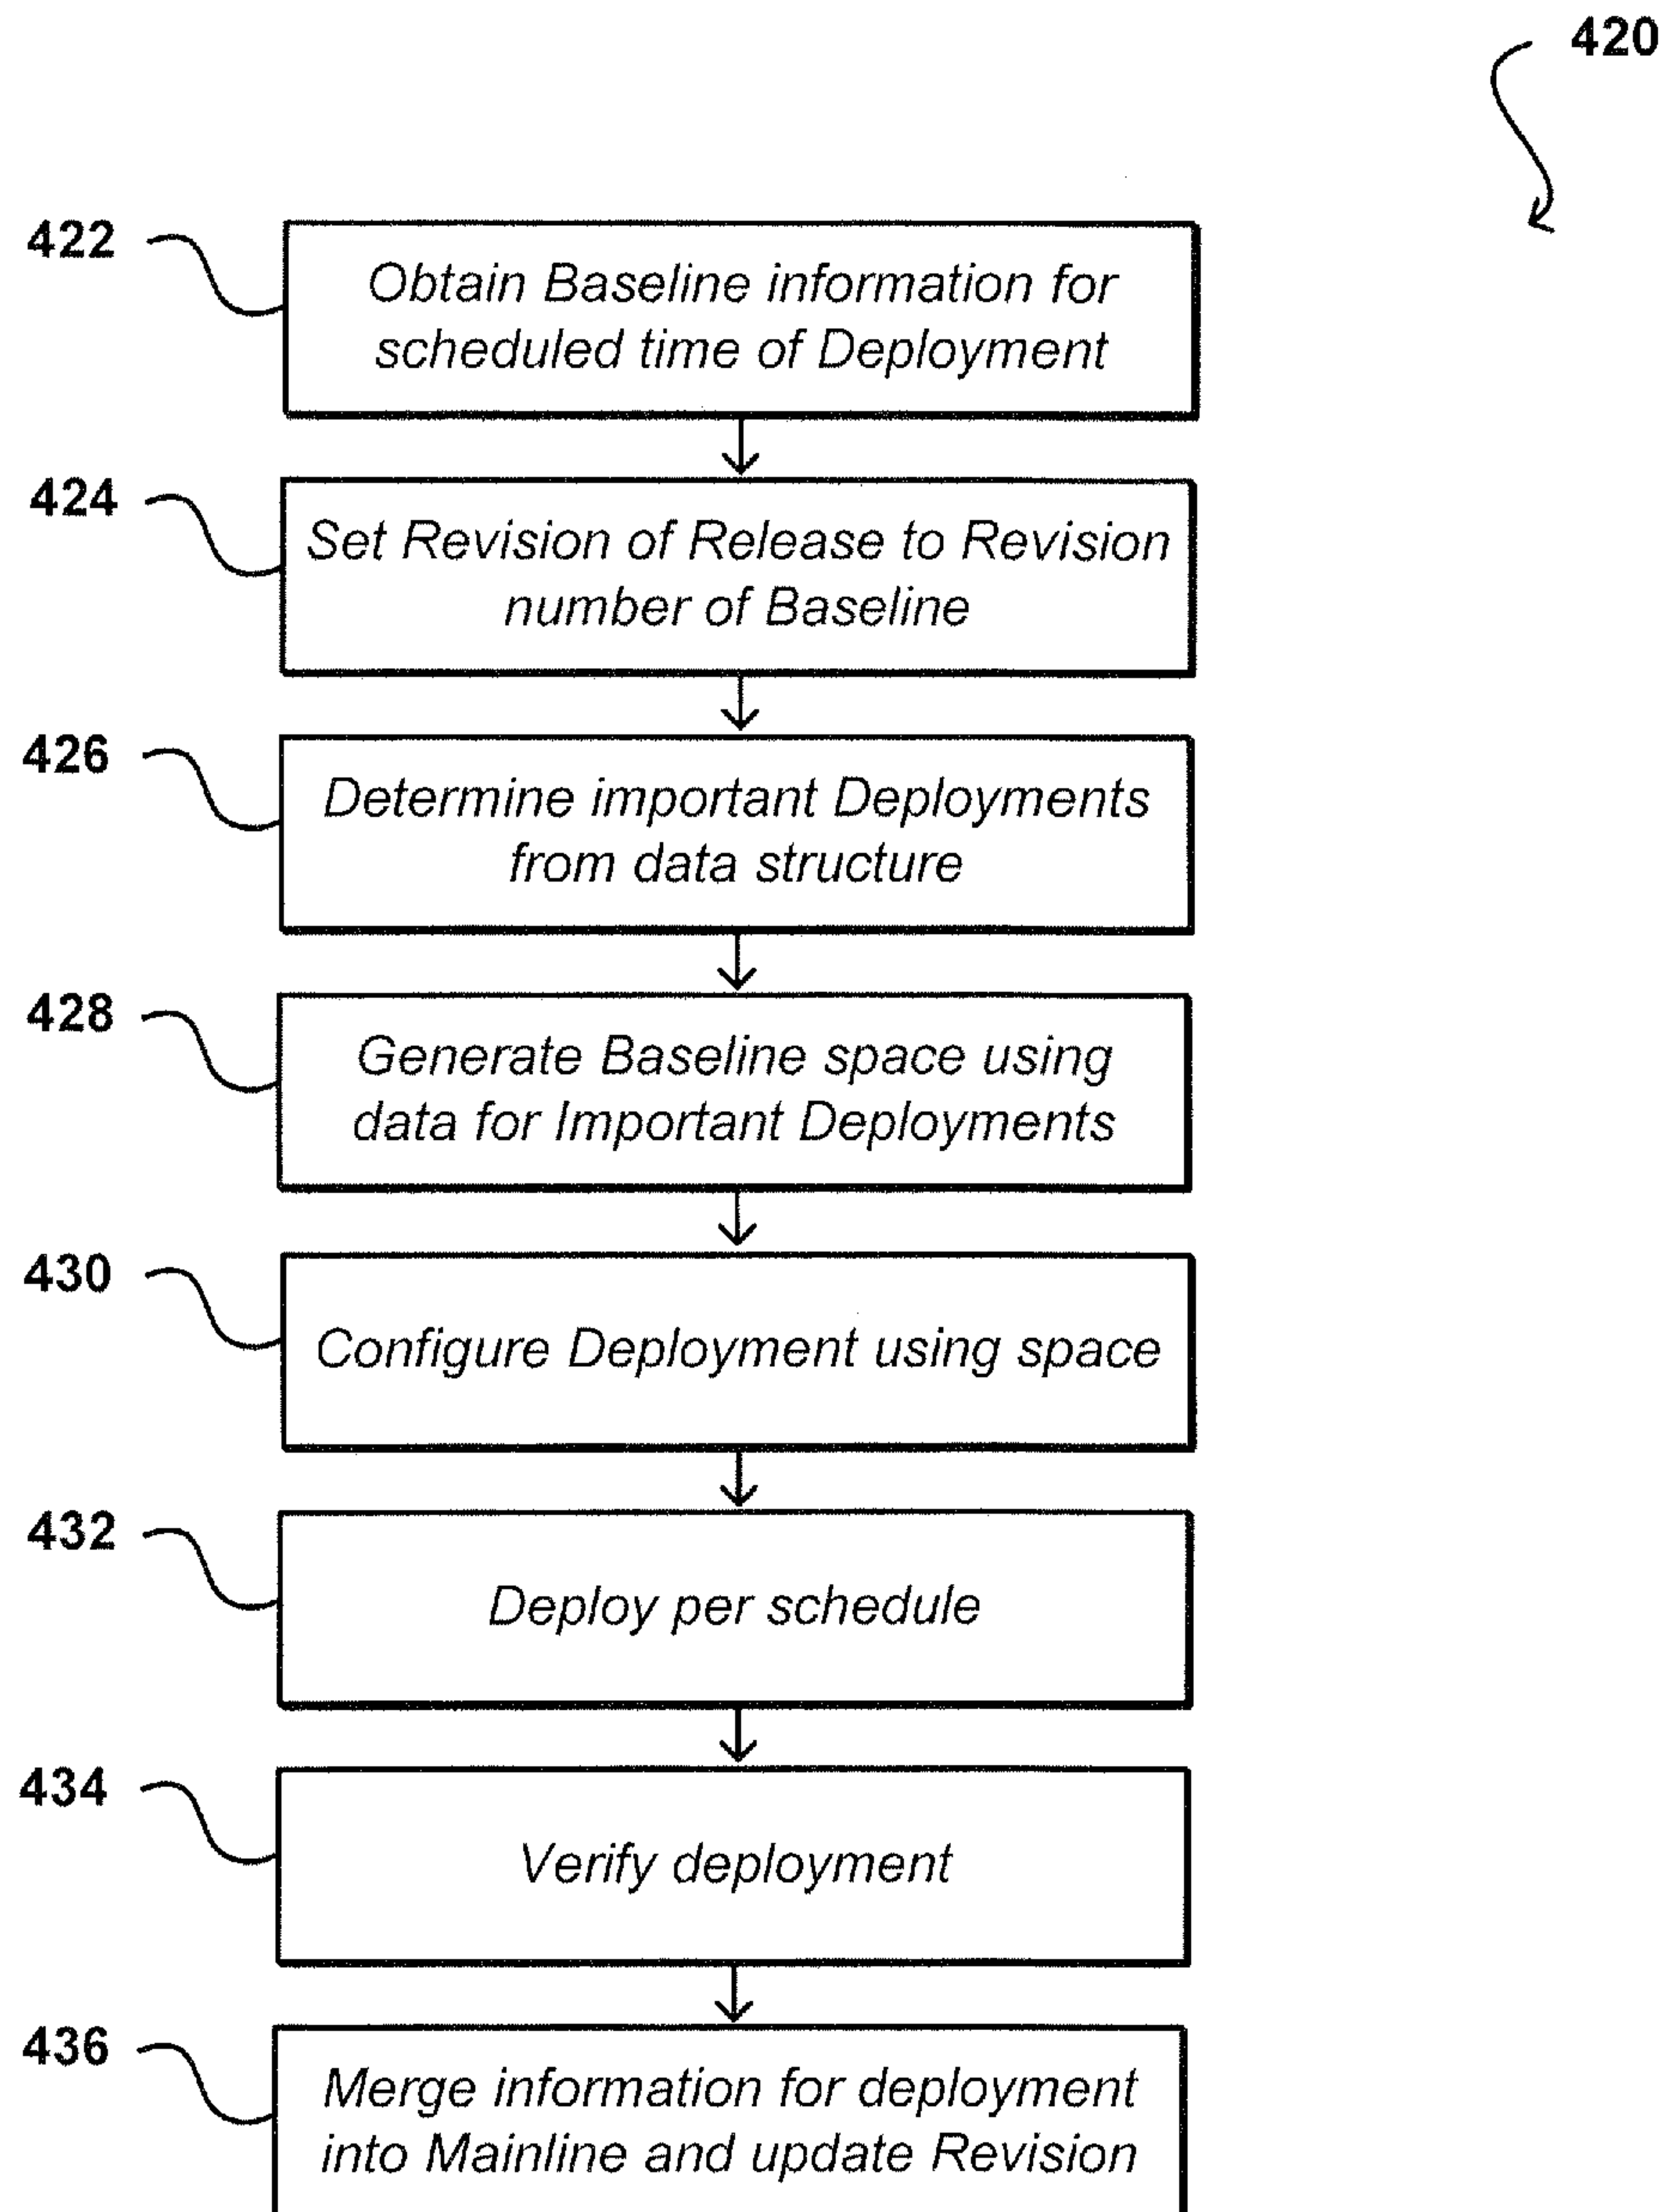 420
422
Obtain Baseline information for
scheduled time of Deployment
424
Set Revision of Release to Revision
number of Baseline
426
Determine important Deployments
from data structure
428
Generate Baseline space using
data for Important Deployments
430
Configure Deployment using space
432
Deploy per schedule
434
Verify deployment
436
Merge information for deployment
into Mainline and update Revision